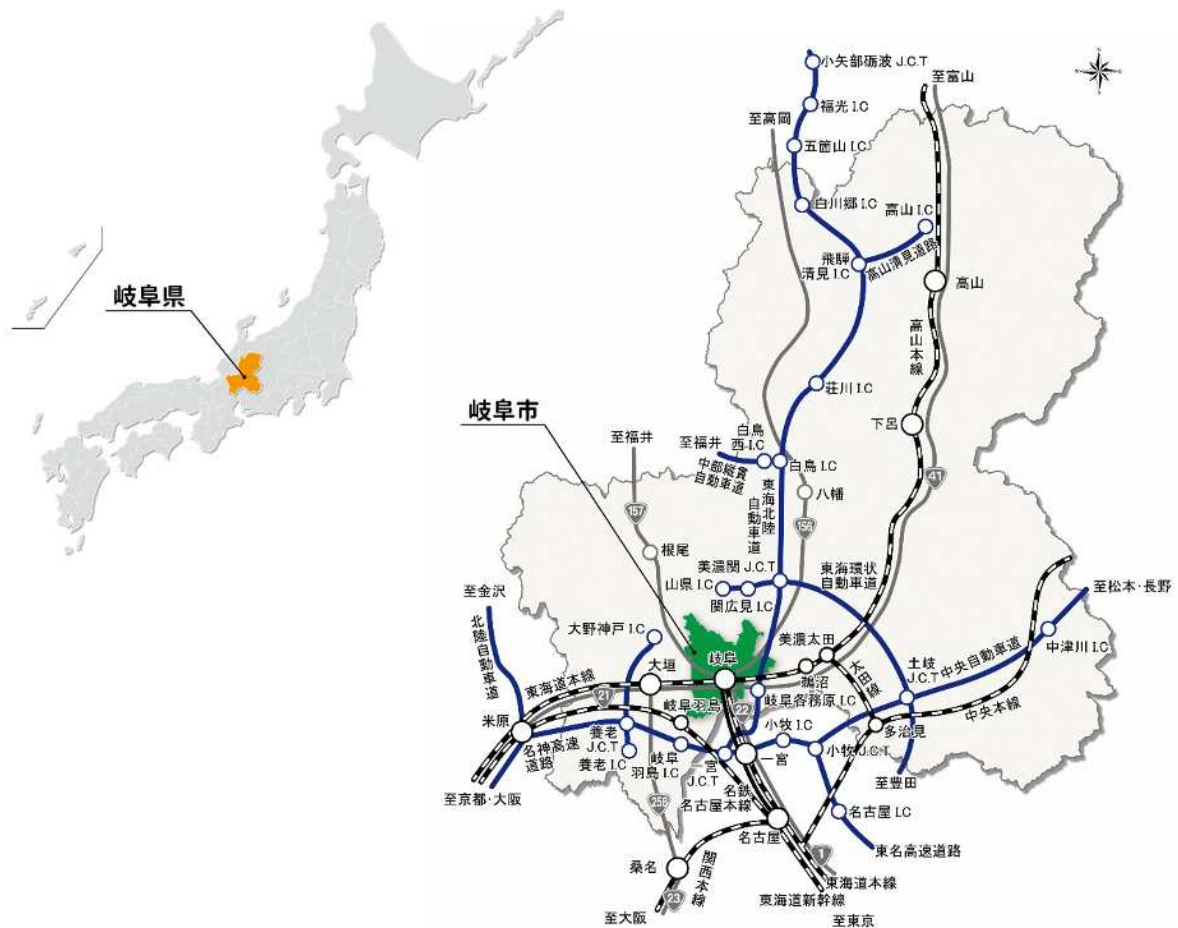 小矢部砺波 J.C.T
至富山
福光 I.C
至高岡
五箇山 I.C
白川郷 I.C
高山 I.C
飛騨
清見 I.C
高山清見道路
高山
岐阜県
高山本線
荘川 I.C
岐阜市
下呂
至福井
白鳥
西 I.C
至福井
中部縦貫
自動車道
白鳥 I.C
東海北陸
自動車道
八幡
41
157
156
根尾
美濃関 J.C.T
東海環状
自動車道
山県 I.C
関広見 I.C
至金沢
至松本・長野
北陸自動車道
大野神戸 I.C
美濃太田
中津川 I.C
岐阜
大垣
土岐
J.C.T
中央自動車道
太田線
鵜沼
東海道本線
21
岐阜羽島
22
岐阜各務原 I.C
中央本線
米原
小牧 I.C
多治見
名神高速
道路
養老
J.C.T
養老 I.C
岐阜
羽島 I.C
一宮
J.C.T
一宮
小牧 J.C.T
至豊田
至京都・大阪
名鉄
名古屋本線
258
名古屋 I.C
名古屋
1
東名高速道路
桑名
関西本線
23
東海道本線
東海道新幹線
至大阪
至東京